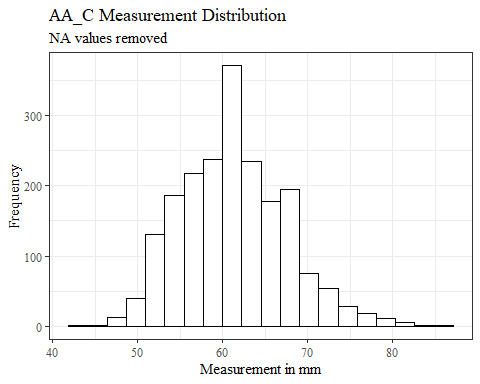 AA_C Measurement Distribution
NA values removed
Frequency
300
200
100
0
40 50 60 70 80
Measurement in mm